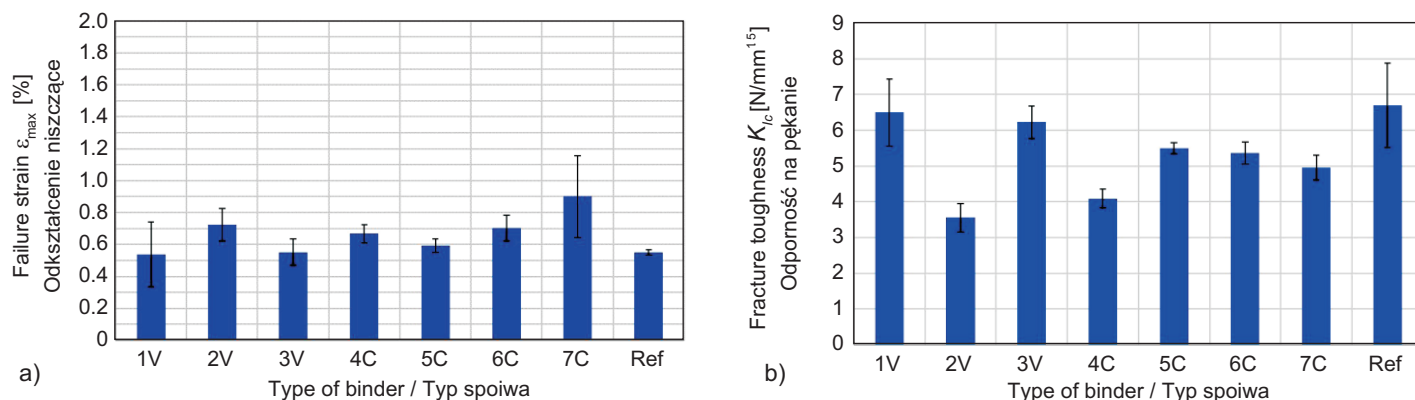 Failure strain εmax [%]
Odkształcenie niszczące
2.0
1.8
1.6
1.4
1.2
1.0
0.8
0.6
0.4
0.2
0
1V 2V 3V 4C 5C 6C 7C Ref
a)
Type of binder / Typ spoiwa
Fracture toughness KIc [N/mm15]
Odporność na pękanie
9
8
7
6
5
4
3
2
1
0
1V 2V 3V 4C 5C 6C 7C Ref
b)
Type of binder / Typ spoiwa